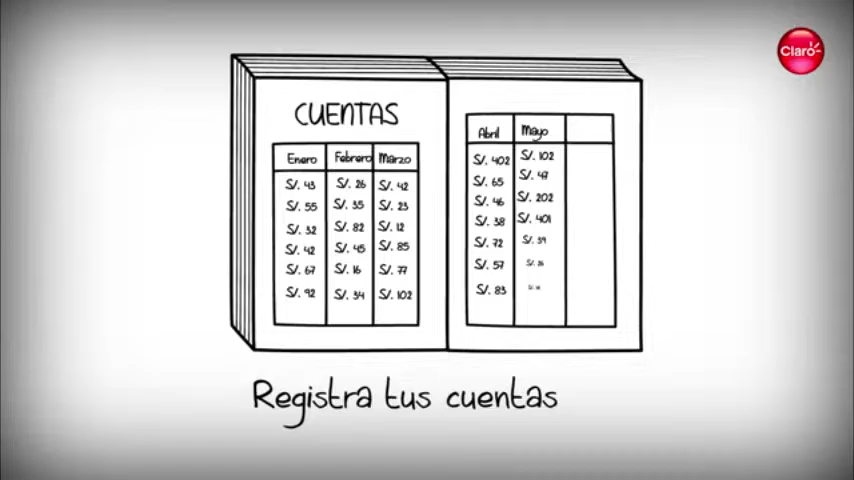 Claro
CUENTAS
Enero Febrero Marzo
S/. 43 S/. 26 S/. 42
S/. 55 S/. 35 S/. 23
S/. 32 S/. 82 S/. 12
S/. 42 S/. 45 S/. 85
S/. 67 S/. 16 S/. 77
S/. 92 S/. 34 S/. 102
Abril Mayo
S/. 402 S/. 102
S/. 65 S/. 47
S/. 46 S/. 202
S/. 38 S/. 401
S/. 72 S/. 39
S/. 57
S/. 83
Registra tus cuentas